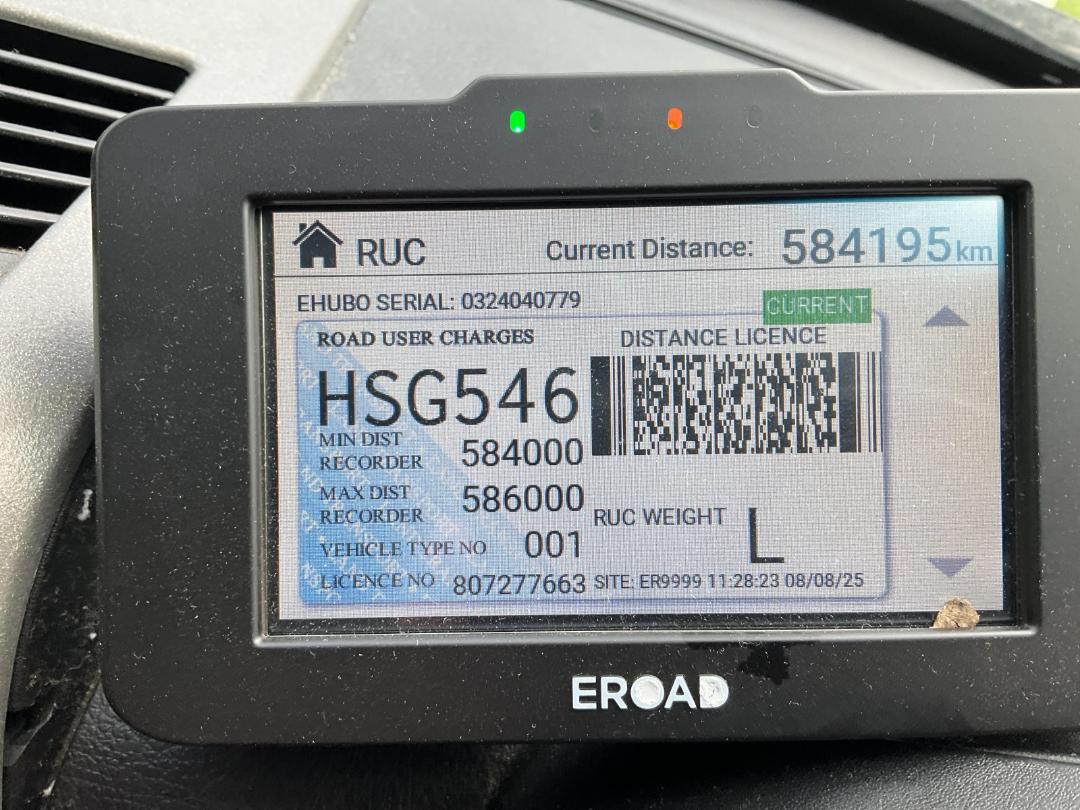 RUC Current Distance: 584195 km
EHUBO SERIAL: 0324040779
CURRENT
ROAD USER CHARGES
DISTANCE LICENCE
HSG546
MIN DIST
RECORDER 584000
MAX DIST
RECORDER 586000
RUC WEIGHT L
VEHICLE TYPE NO 001
LICENCE NO 807277663
SITE: ER9999 11:28:23 08/08/25
EROAD